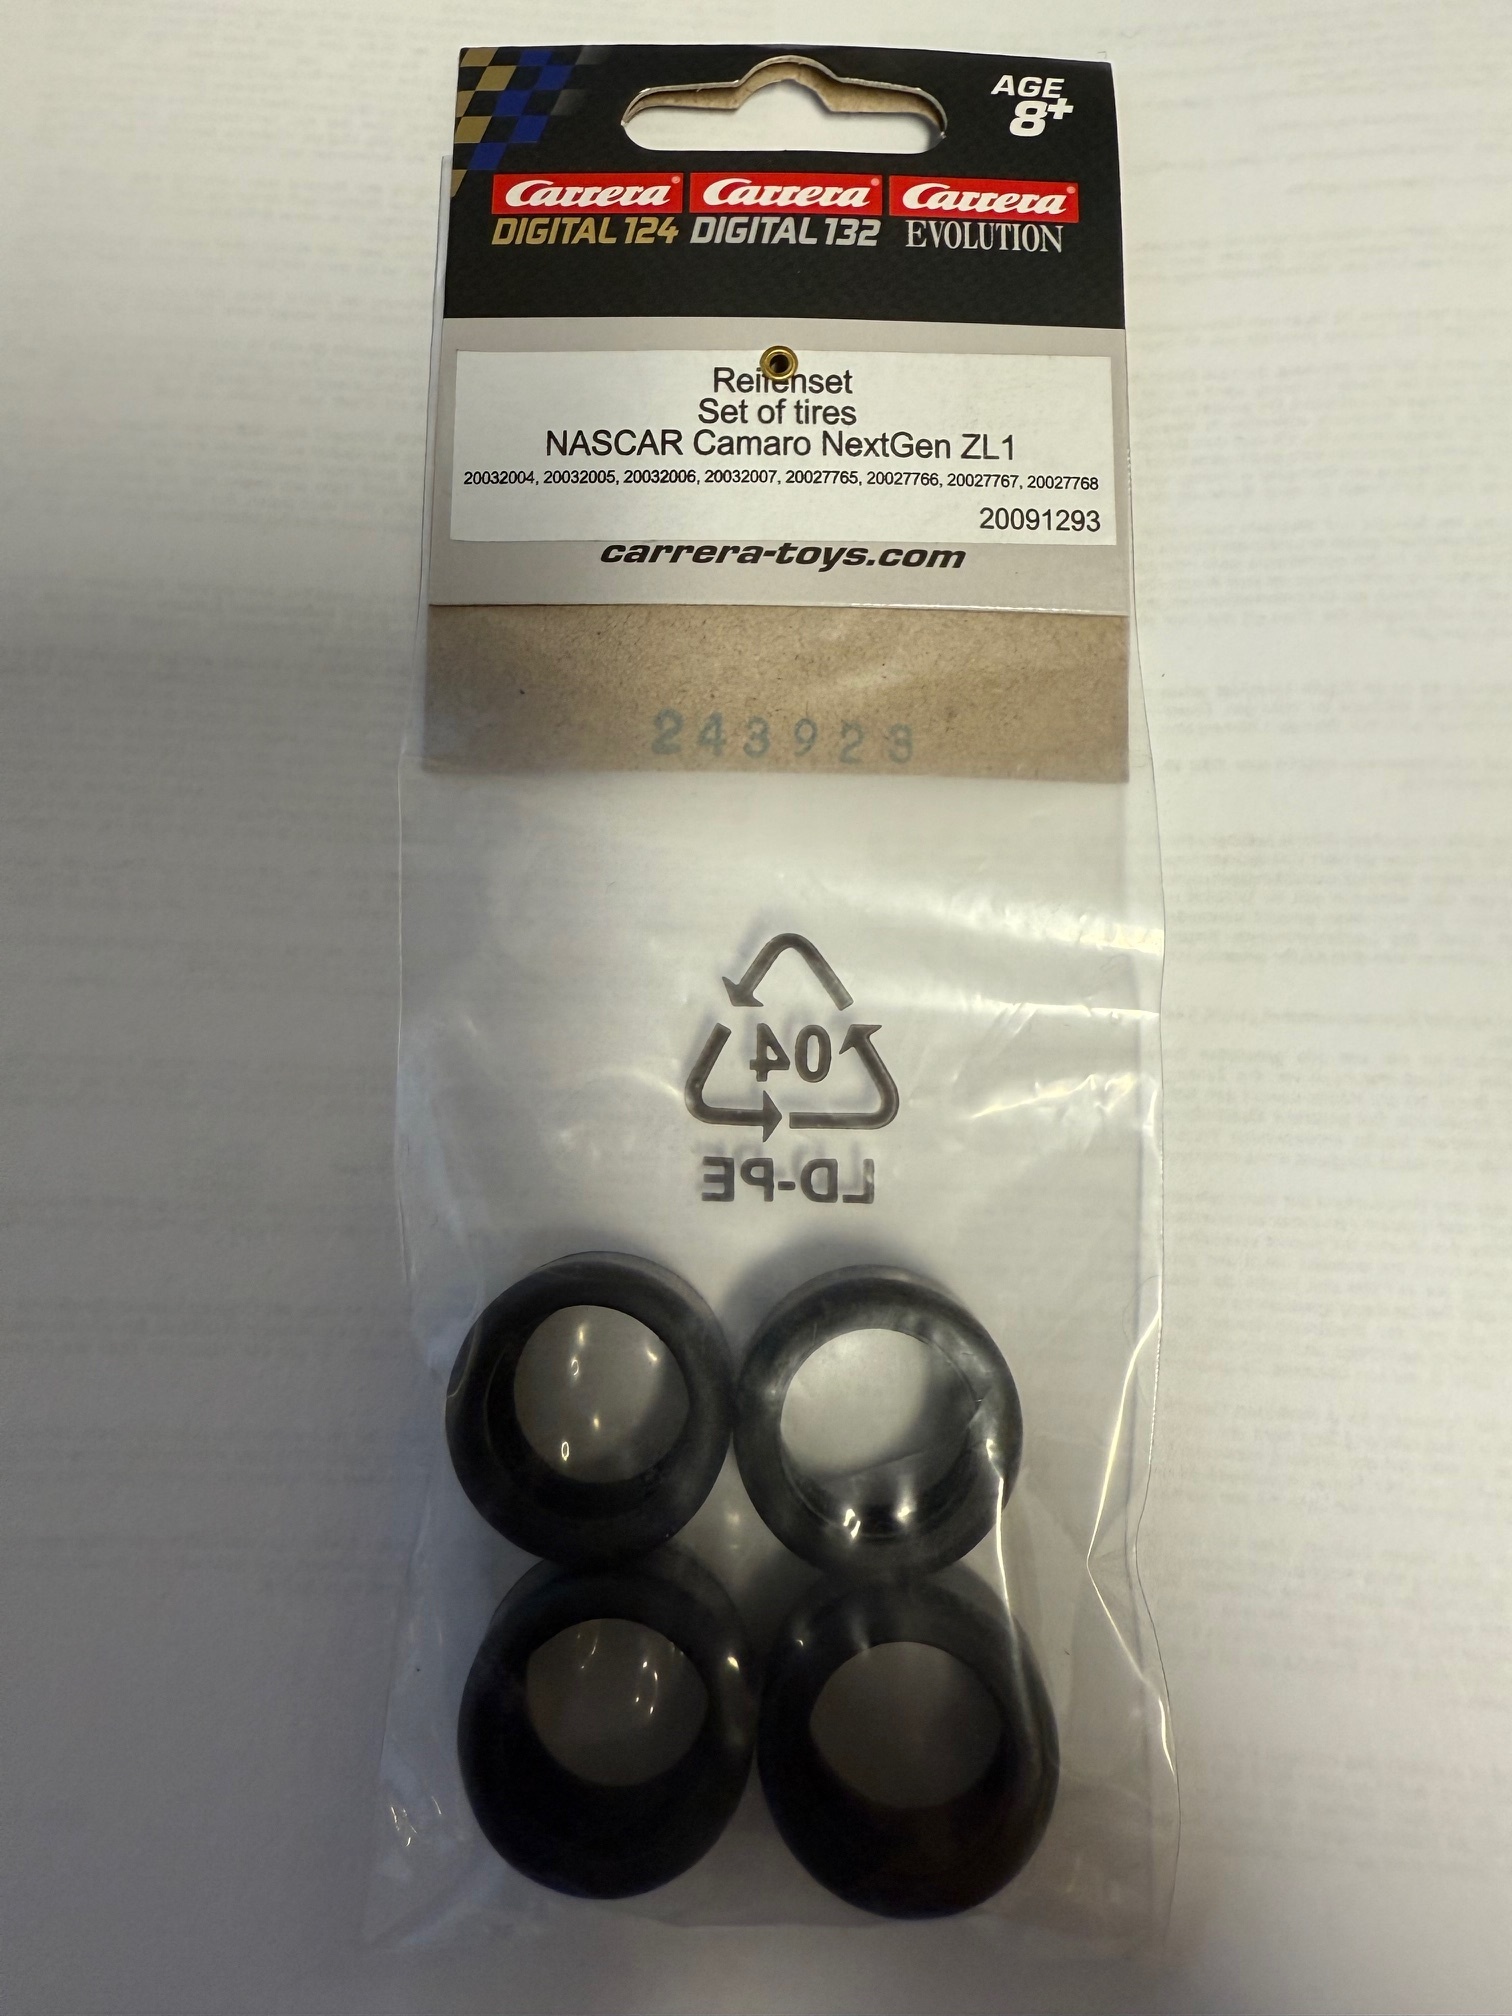 AGE
8+
Carrera® Carrera® Carrera®
DIGITAL 124 DIGITAL 132 EVOLUTION
Reifenset
Set of tires
NASCAR Camaro NextGen ZL1
20032004, 20032005, 20032006, 20032007, 20027765, 20027766, 20027767, 20027768
20091293
carrera-toys.com
243923
04
LD-PE